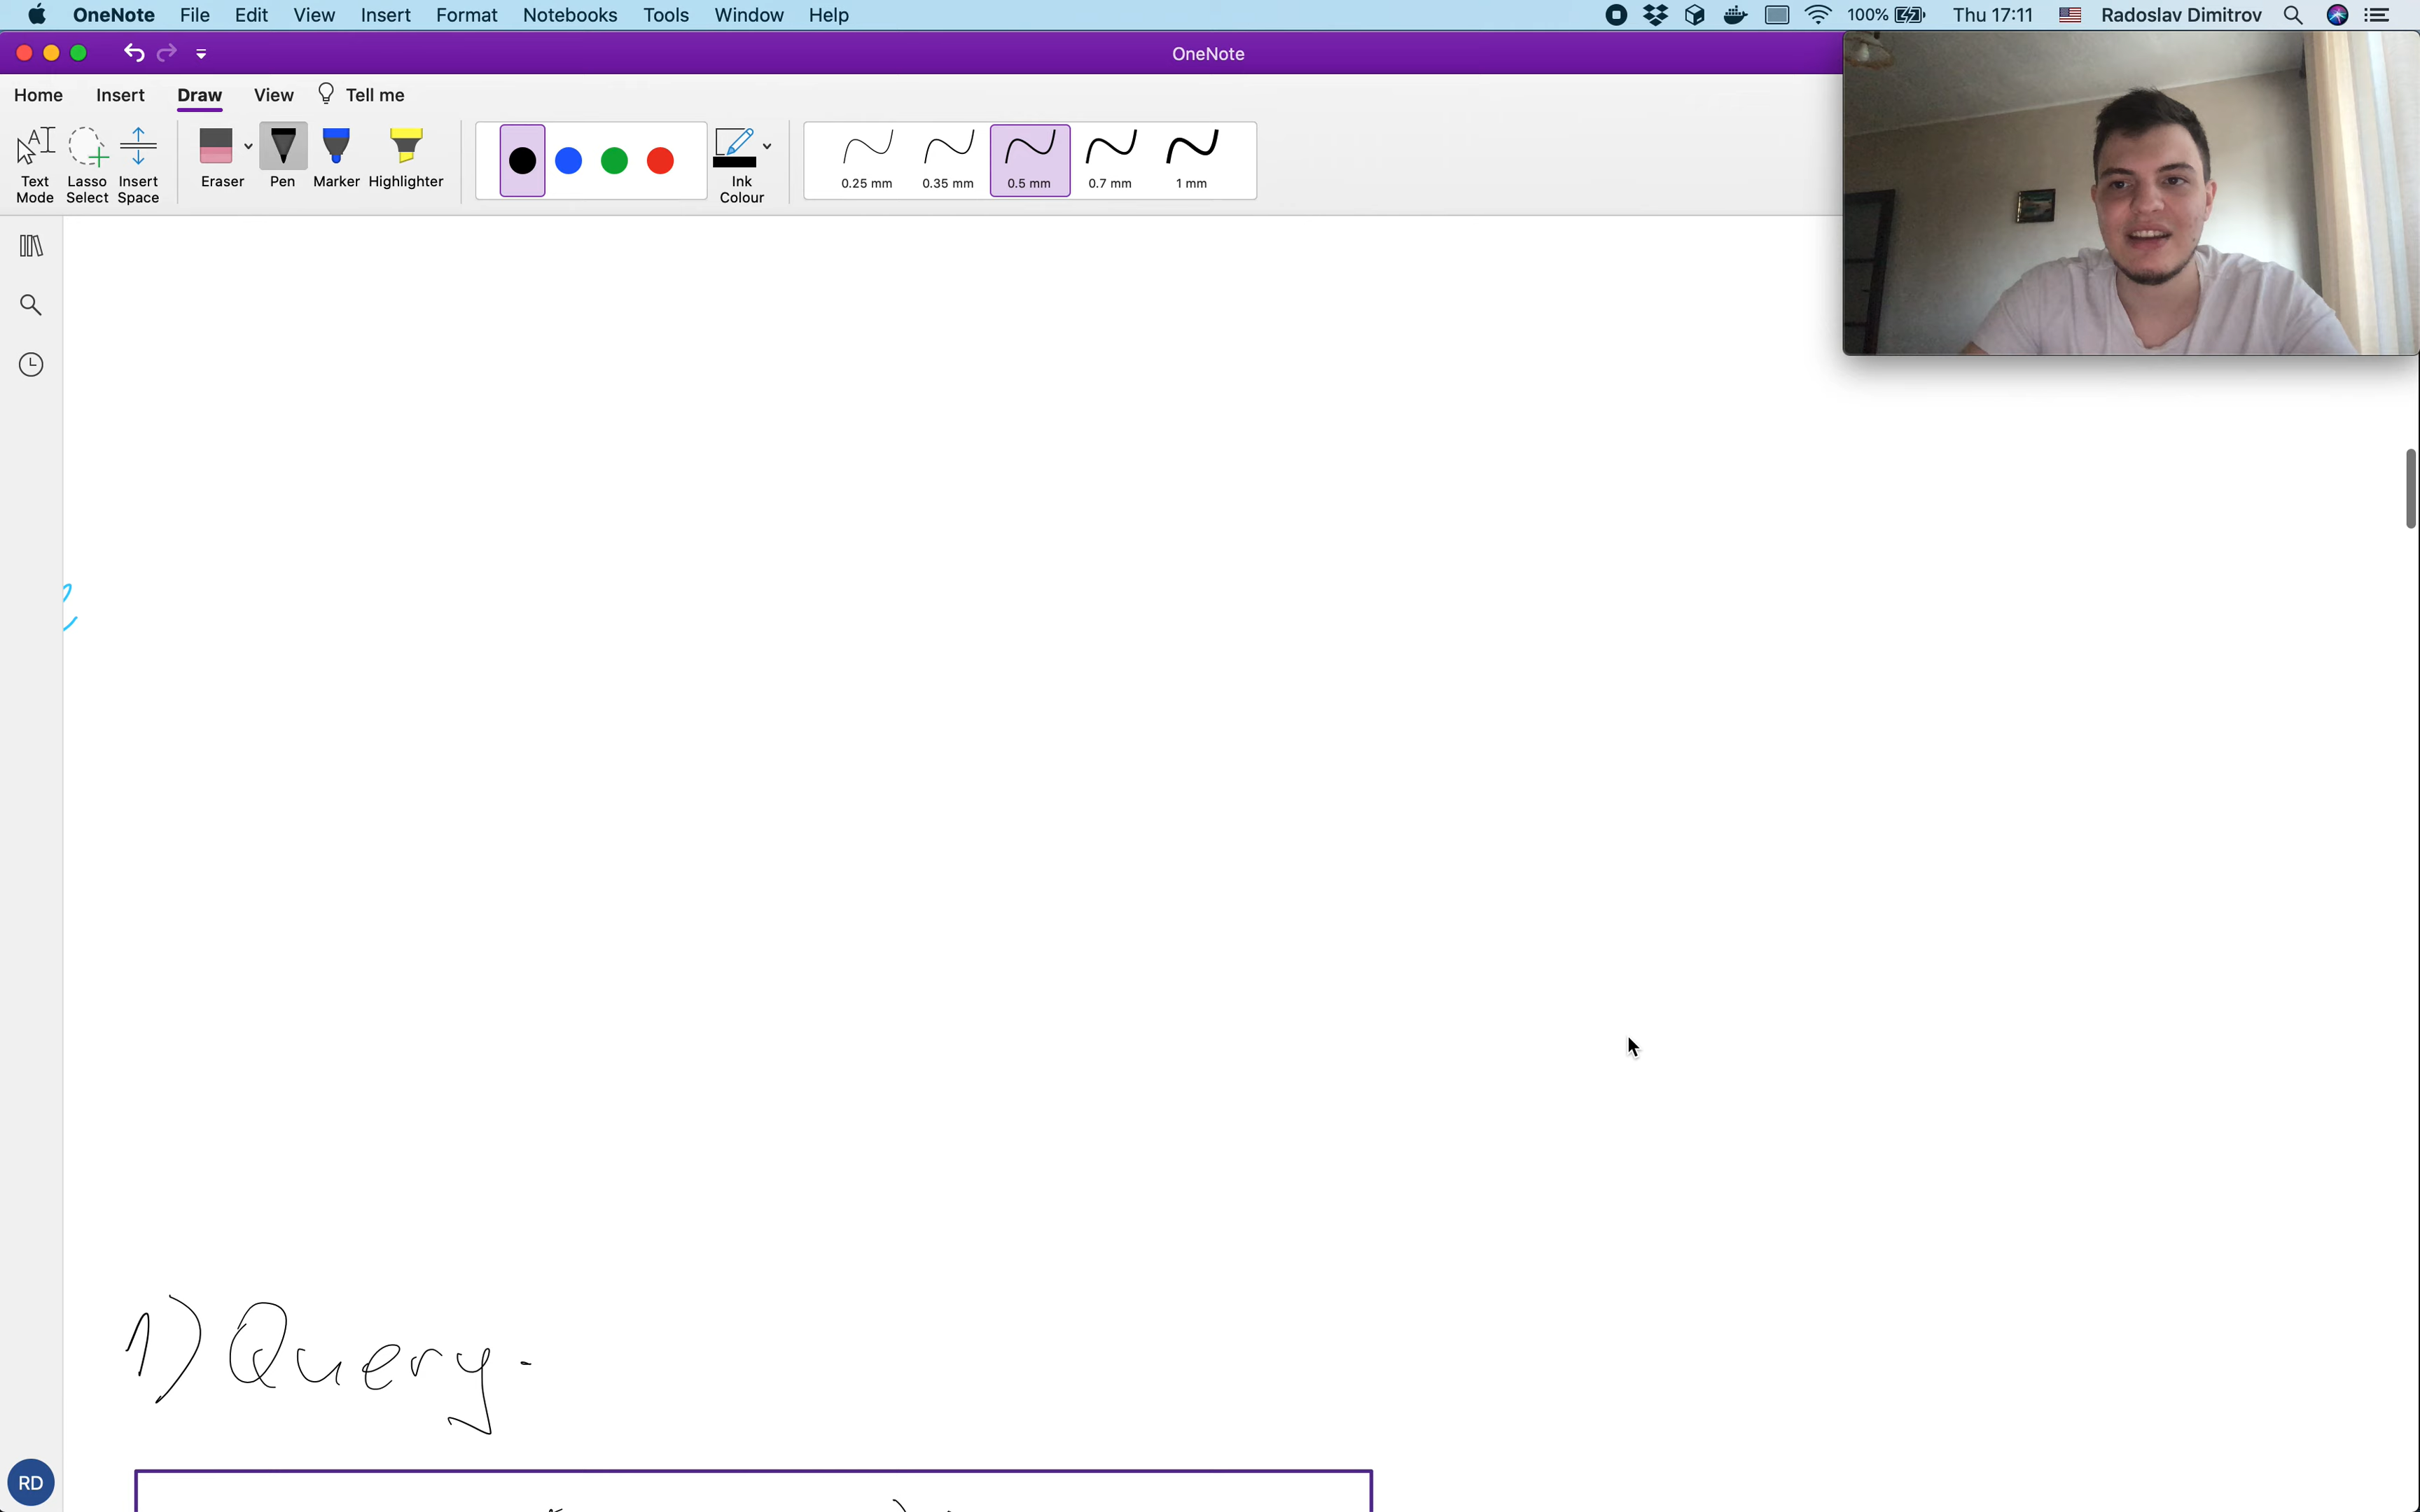 OneNote File Edit View Insert Format Notebooks Tools Window Help 100% Thu 17:11 Radoslav Dimitrov
OneNote
Home Insert Draw View Tell me
Text Mode
Lasso Select
Insert Space
Eraser
Pen
Marker
Highlighter
Ink Colour
0.25 mm
0.35 mm
0.5 mm
0.7 mm
1 mm
1) Query -
RD